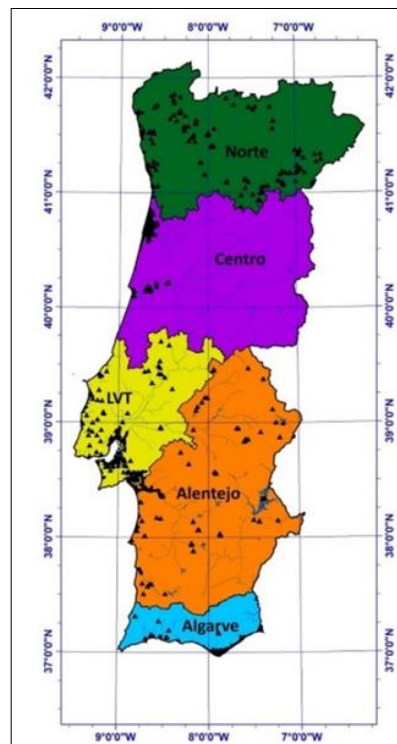 9°0'0"W 8°0'0"W 7°0'0"W
42°0'0"N 42°0'0"N
Norte
41°0'0"N 41°0'0"N
Centro
40°0'0"N 40°0'0"N
LVT
39°0'0"N 39°0'0"N
Alentejo
38°0'0"N 38°0'0"N
Algarve
37°0'0"N 37°0'0"N
9°0'0"W 8°0'0"W 7°0'0"W